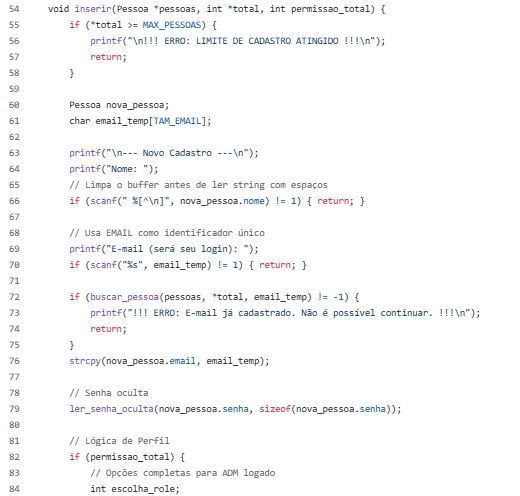 54 void inserir(Pessoa *pessoas, int *total, int permissao_total) {
55 if (*total >= MAX_PESSOAS) {
56 printf("\n!!! ERRO: LIMITE DE CADASTRO ATINGIDO !!!\n");
57 return;
58 }
59
60 Pessoa nova_pessoa;
61 char email_temp[TAM_EMAIL];
62
63 printf("\n--- Novo Cadastro ---\n");
64 printf("Nome: ");
65 // Limpa o buffer antes de ler string com espaços
66 if (scanf(" %[^\n]", nova_pessoa.nome) != 1) { return; }
67
68 // Usa EMAIL como identificador único
69 printf("E-mail (será seu login): ");
70 if (scanf("%s", email_temp) != 1) { return; }
71
72 if (buscar_pessoa(pessoas, *total, email_temp) != -1) {
73 printf("!!! ERRO: E-mail já cadastrado. Não é possível continuar. !!!\n");
74 return;
75 }
76 strcpy(nova_pessoa.email, email_temp);
77
78 // Senha oculta
79 ler_senha_oculta(nova_pessoa.senha, sizeof(nova_pessoa.senha));
80
81 // Lógica de Perfil
82 if (permissao_total) {
83 // Opções completas para ADM logado
84 int escolha_role;